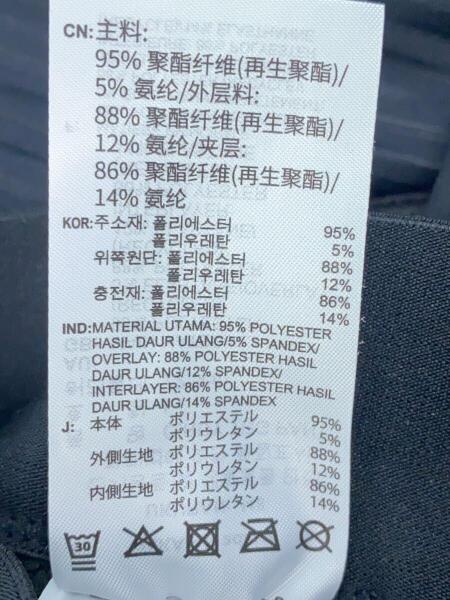 CN:主料:
95% 聚酯纤维(再生聚酯)/
5% 氨纶/外层料:
88% 聚酯纤维(再生聚酯)/
12% 氨纶/夹层:
86% 聚酯纤维(再生聚酯)/
14% 氨纶
KOR:주소재: 폴리에스터 95%
폴리우레탄 5%
위쪽원단: 폴리에스터 88%
폴리우레탄 12%
충전재: 폴리에스터 86%
폴리우레탄 14%
IND:MATERIAL UTAMA: 95% POLYESTER
HASIL DAUR ULANG/5% SPANDEX/
OVERLAY: 88% POLYESTER HASIL
DAUR ULANG/12% SPANDEX/
INTERLAYER: 86% POLYESTER HASIL
DAUR ULANG/14% SPANDEX
J: 本体 ポリエステル 95%
ポリウレタン 5%
外側生地 ポリエステル 88%
ポリウレタン 12%
内側生地 ポリエステル 86%
ポリウレタン 14%
30